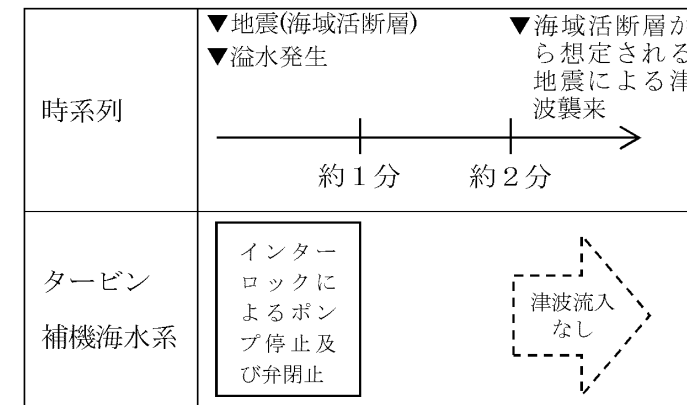 時系列
▼地震(海域活断層)
▼溢水発生
▼海域活断層か
ら想定される
地震による津
波襲来
約１分
約２分
タービン
補機海水系
インター
ロックに
よるポン
プ停止及
び弁閉止
津波流入
なし